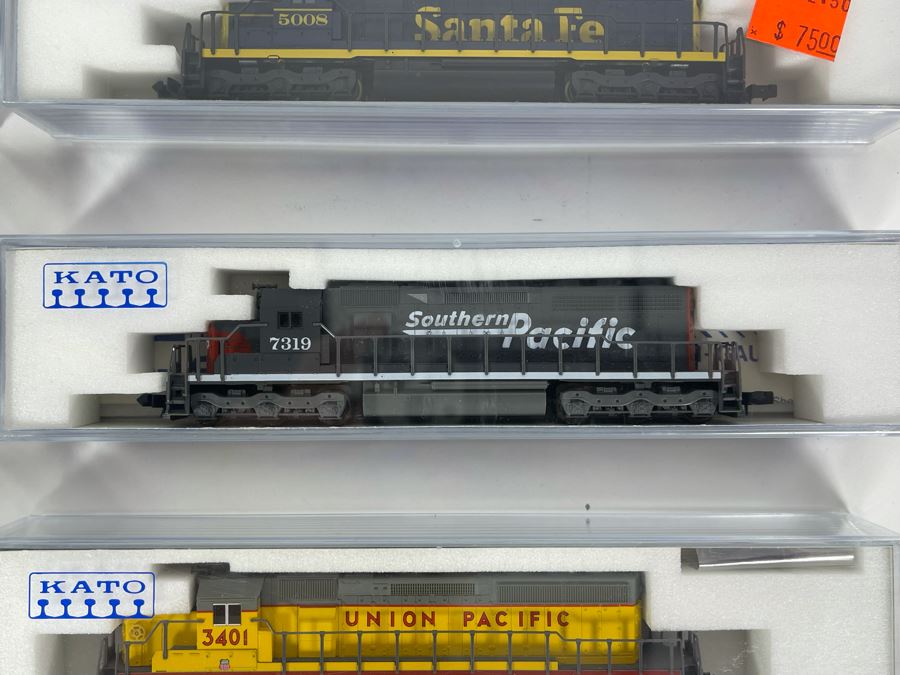 5008
Santa Fe
$ 7500
KATO
7319
Southern
Pacific
KATO
3401
UNION PACIFIC